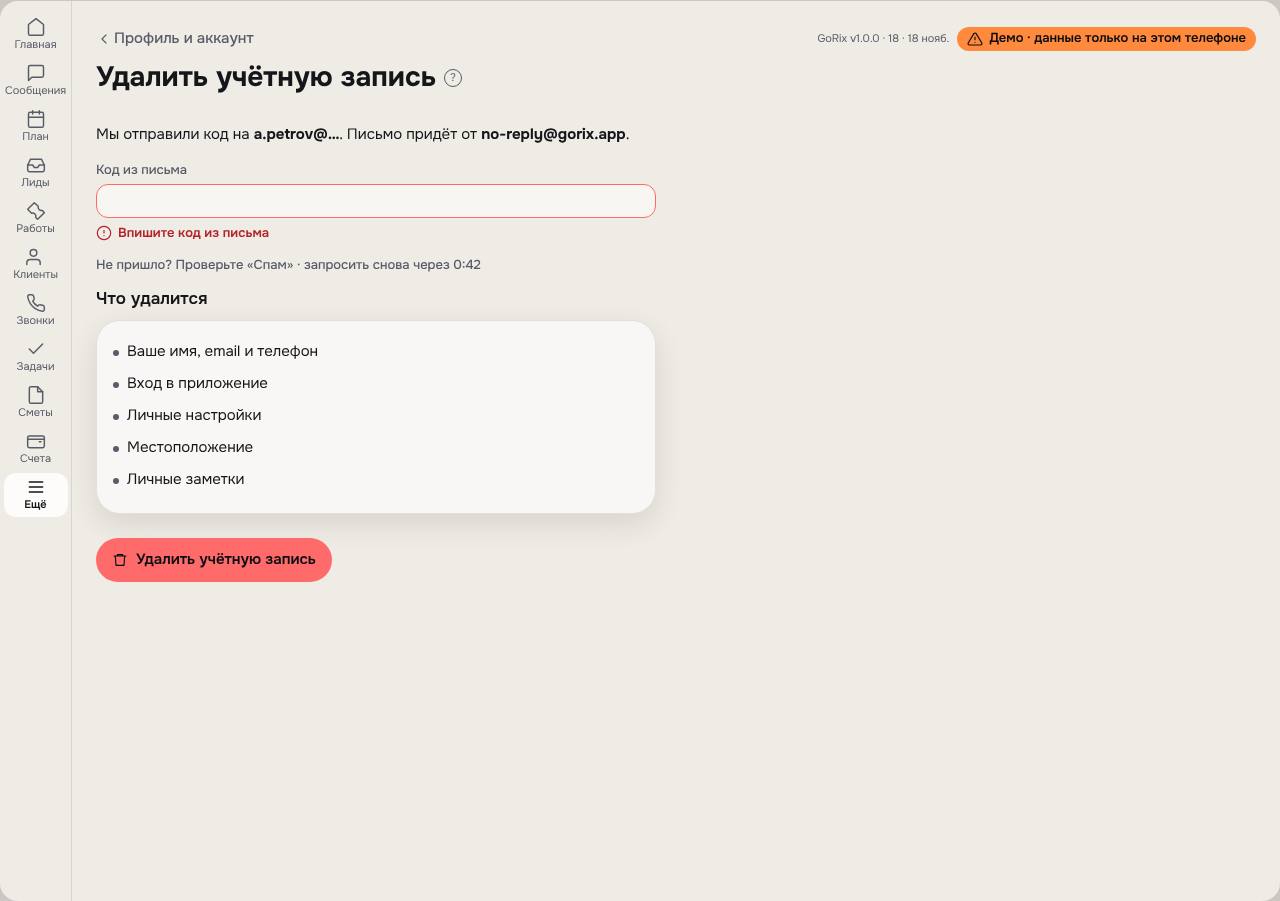 Главная
Сообщения
План
Лиды
Работы
Клиенты
Звонки
Задачи
Сметы
Счета
Ещё
Профиль и аккаунт
GoRix v1.0.0 · 18 · 18 нояб.
Демо · данные только на этом телефоне
Удалить учётную запись ?
Мы отправили код на a.petrov@.... Письмо придёт от no-reply@gorix.app.
Код из письма
Впишите код из письма
Не пришло? Проверьте «Спам» · запросить снова через 0:42
Что удалится
Ваше имя, email и телефон
Вход в приложение
Личные настройки
Местоположение
Личные заметки
Удалить учётную запись